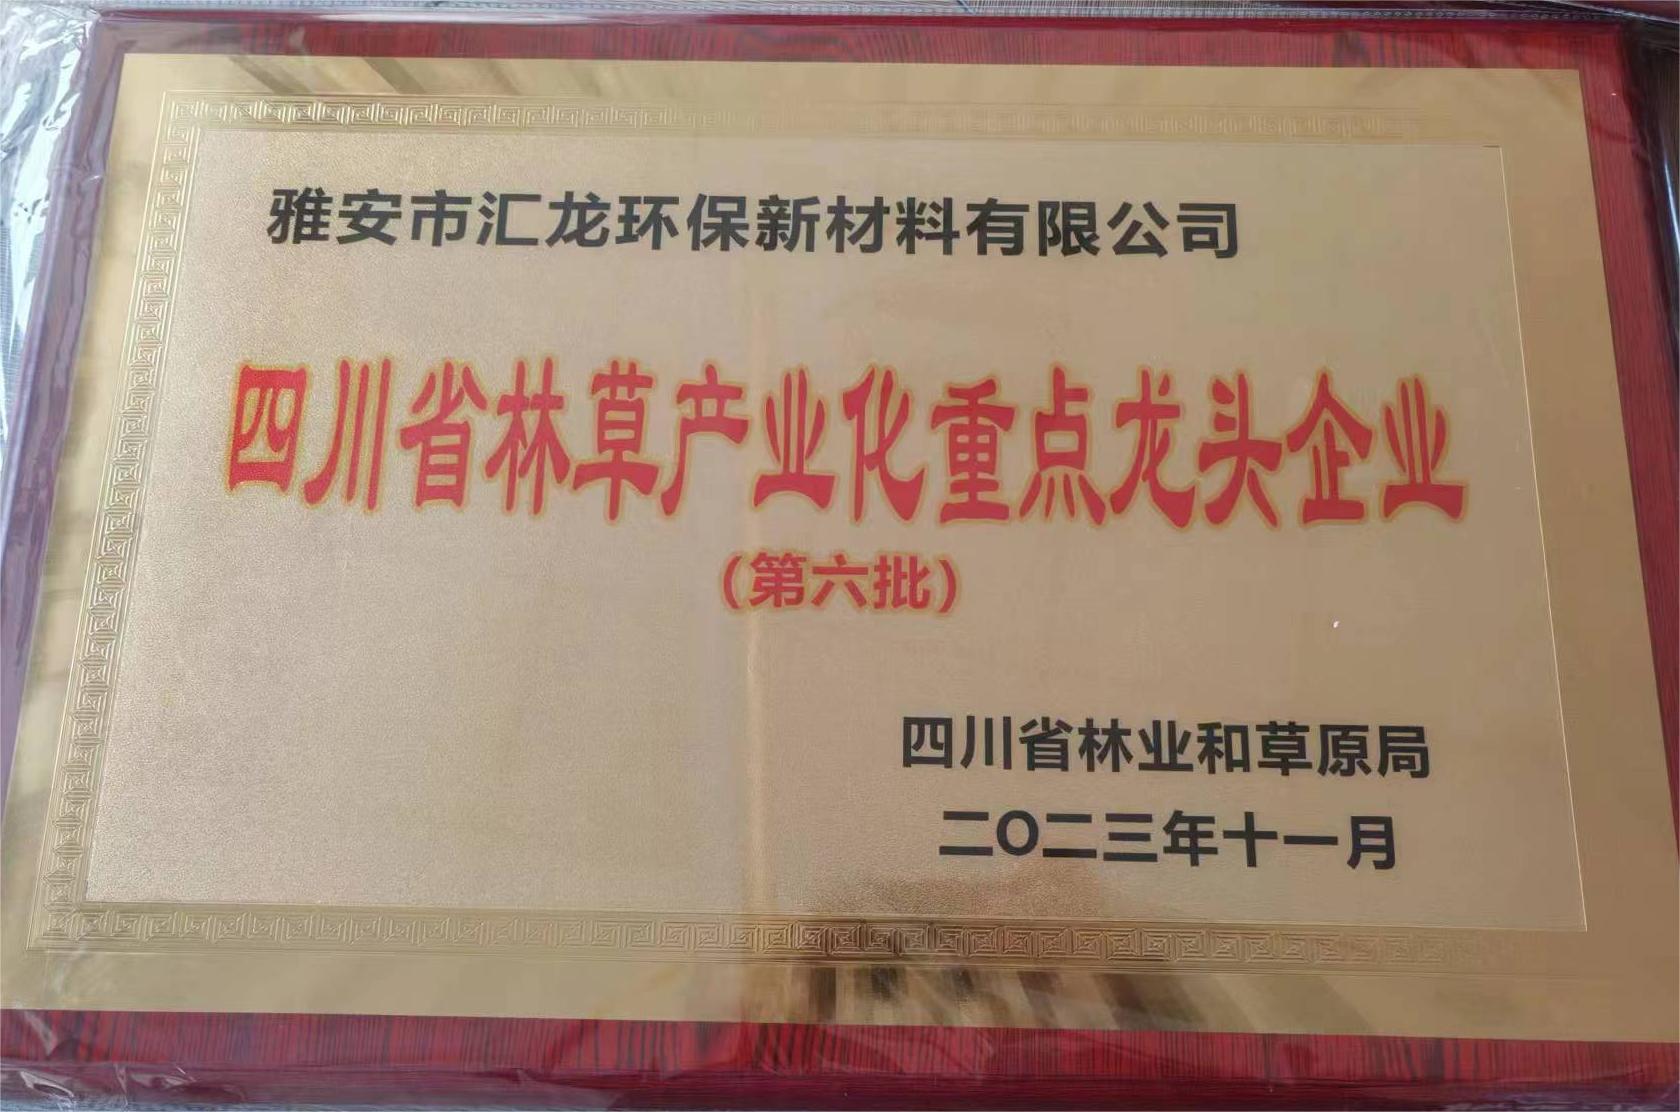 雅安市汇龙环保新材料有限公司
四川省林草产业化重点龙头企业
（第六批）
四川省林业和草原局
二〇二三年十一月